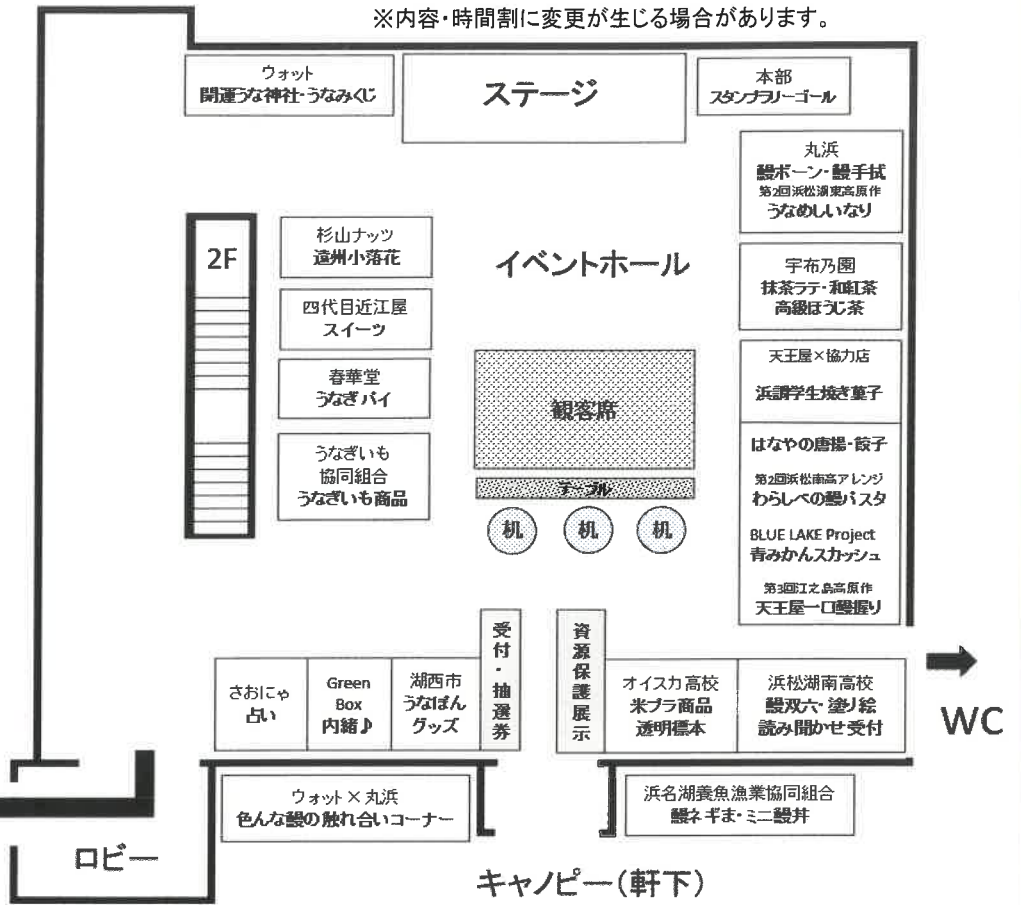 ※内容・時間割に変更が生じる場合があります。
ウォット
開運うな神社・うなみくじ
ステージ
本部
スタンプラリーゴール
丸浜
鰻ボーン・鰻手拭
第2回浜松湖東高原作
うなめしいなり
2F
杉山ナッツ
遠州小落花
イベントホール
宇布乃園
抹茶ラテ・和紅茶
高級ほうじ茶
四代目近江屋
スイーツ
天王屋×協力店
浜調学生焼き菓子
春華堂
うなぎパイ
観客席
はなやの唐揚・餃子
うなぎいも
協同組合
うなぎいも商品
第2回浜松南高アレンジ
わらしべの鰻パスタ
テーブル
机
机
机
BLUE LAKE Project
青みかんスカッシュ
第3回江之島高原作
天王屋一口鰻握り
受付・抽選券
資源保護展示
さおにゃ
占い
Green
Box
内緒♪
湖西市
うなぽん
グッズ
オイスカ高校
米プラ商品
透明標本
浜松湖南高校
鰻双六・塗り絵
読み聞かせ受付
WC
ウォット×丸浜
色んな鰻の触れ合いコーナー
浜名湖養魚漁業協同組合
鰻ネギま・ミニ鰻丼
ロビー
キャノピー(軒下)